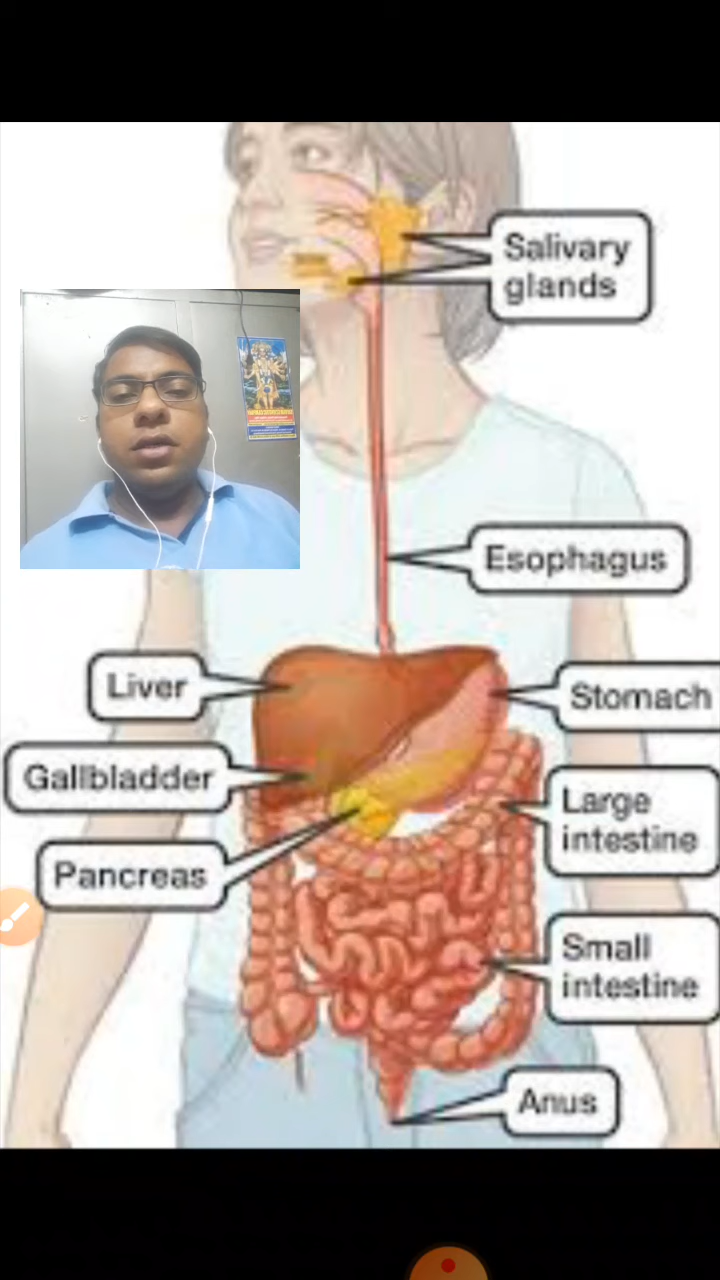 Salivary
glands
Esophagus
Liver
Stomach
Gallbladder
Large
intestine
Pancreas
Small
intestine
Anus